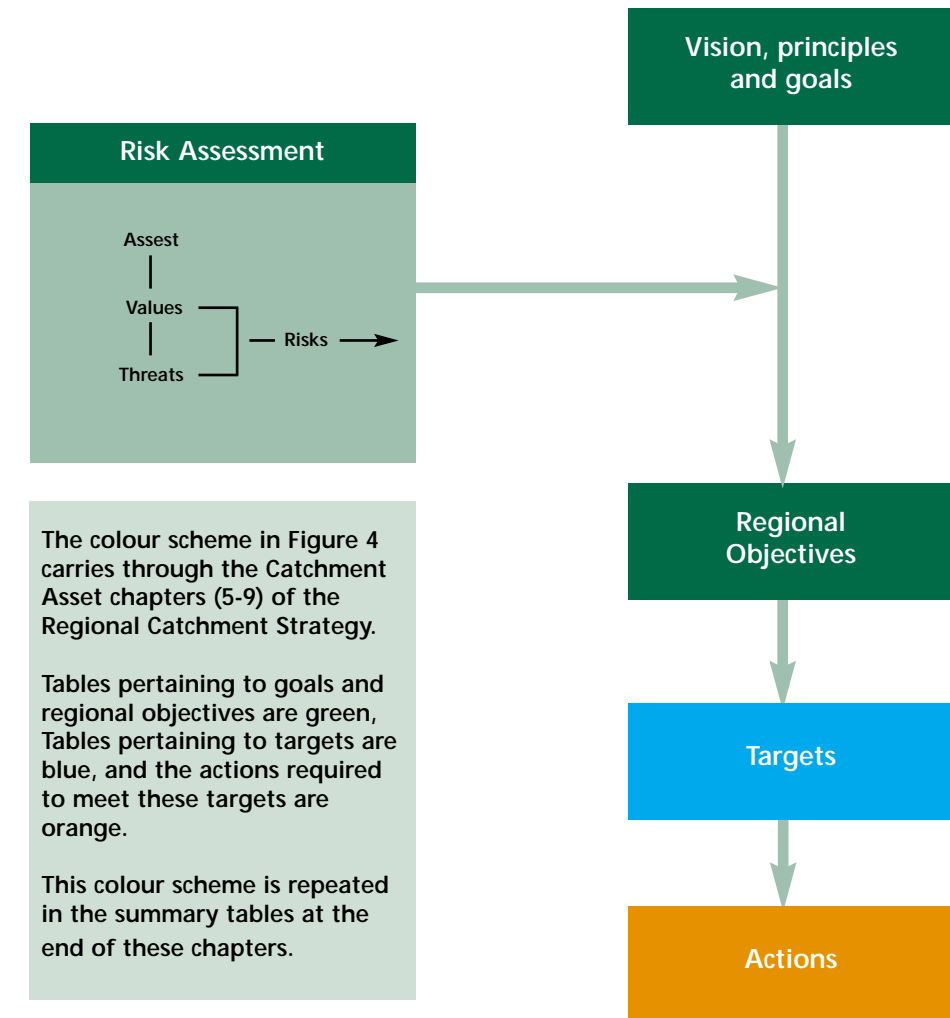 Vision, principles
and goals
Risk Assessment
Assest
Values
Risks
Threats
The colour scheme in Figure 4
carries through the Catchment
Asset chapters (5-9) of the
Regional Catchment Strategy.
Tables pertaining to goals and
regional objectives are green,
Tables pertaining to targets are
blue, and the actions required
to meet these targets are
orange.
This colour scheme is repeated
in the summary tables at the
end of these chapters.
Regional
Objectives
Targets
Actions